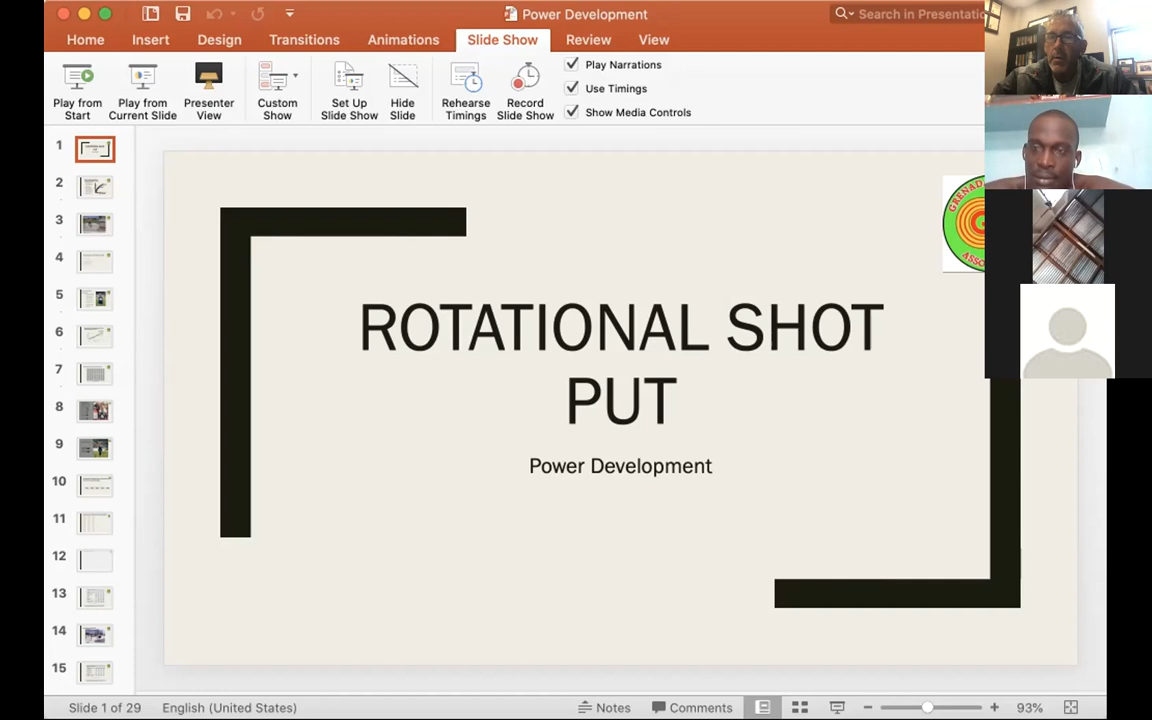 Power Development
Search in Presentation
Home Insert Design Transitions Animations Slide Show Review View
Play from Start
Play from Current Slide
Presenter View
Custom Show
Set Up Slide Show
Hide Slide
Rehearse Timings
Record Slide Show
Play Narrations
Use Timings
Show Media Controls
1
2
3
4
5
6
7
8
9
10
11
12
13
14
15
ROTATIONAL SHOT
PUT
Power Development
Slide 1 of 29 English (United States) Notes Comments 93%